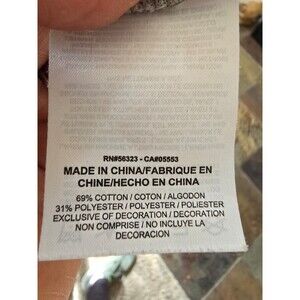 RN#56323 - CA#05553
MADE IN CHINA/FABRIQUE EN
CHINE/HECHO EN CHINA
69% COTTON / COTON / ALGODON
31% POLYESTER / POLYESTER / POLIESTER
EXCLUSIVE OF DECORATION / DECORATION
NON COMPRISE / NO INCLUYE LA
DECORACION